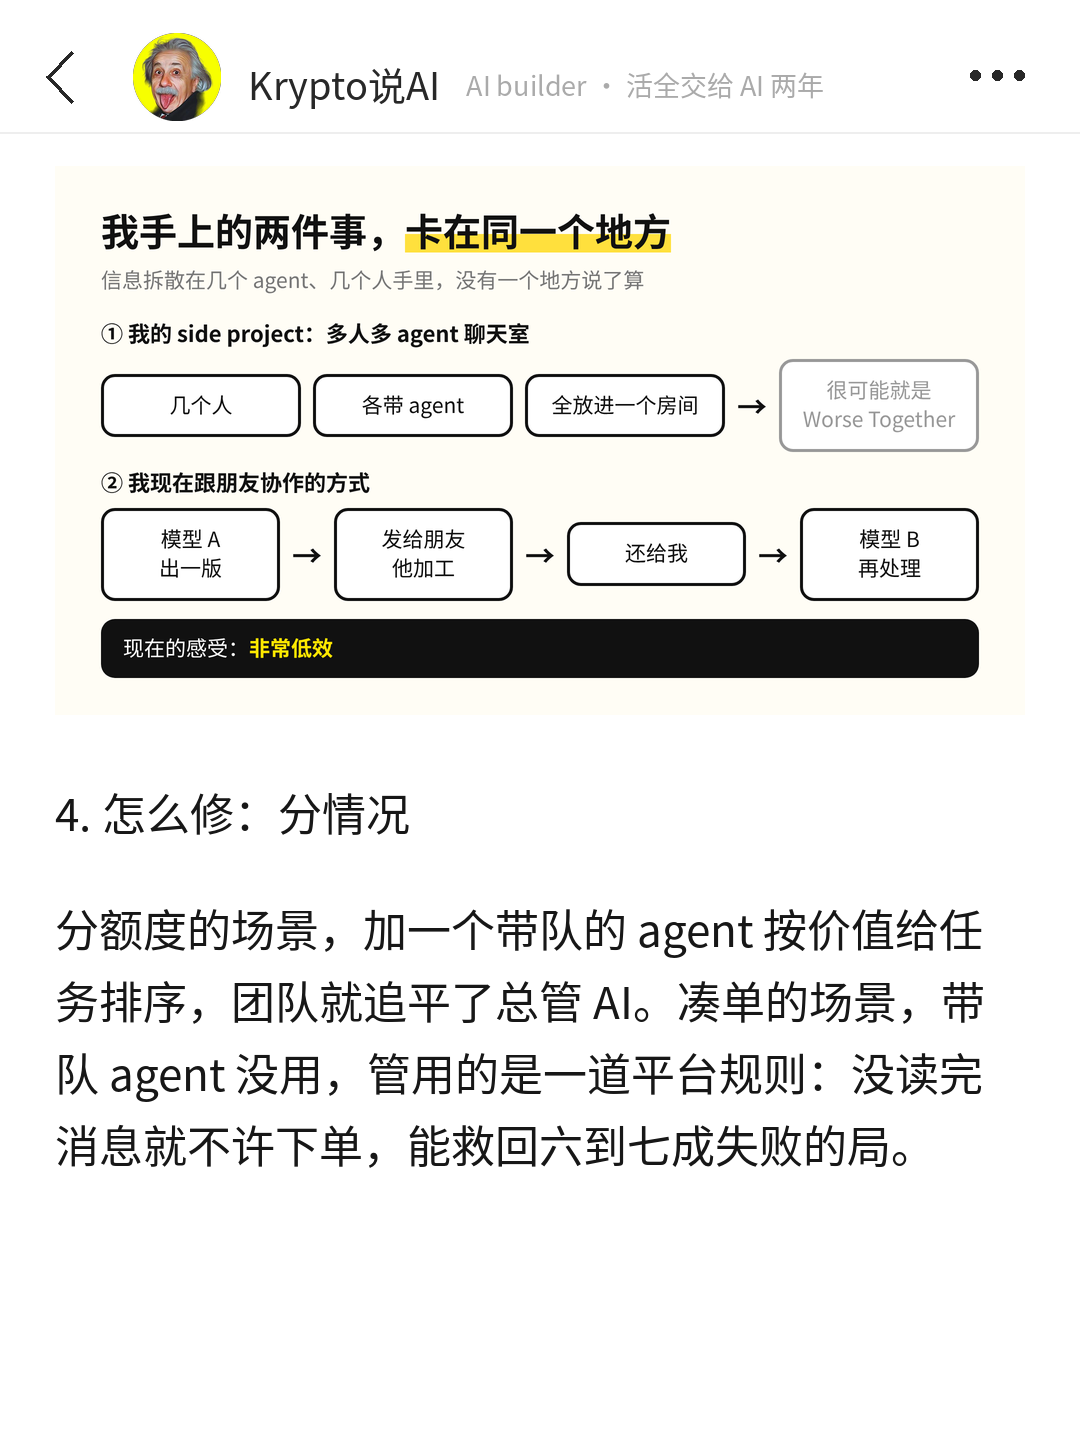 Krypto说AI AI builder · 活全交给 AI 两年
我手上的两件事，卡在同一个地方
信息拆散在几个 agent、几个人手里，没有一个地方说了算
① 我的 side project：多人多 agent 聊天室
几个人
各带 agent
全放进一个房间
→
很可能就是
Worse Together
② 我现在跟朋友协作的方式
模型 A
出一版
→
发给朋友
他加工
→
还给我
→
模型 B
再处理
现在的感受：非常低效
4. 怎么修：分情况
分额度的场景，加一个带队的 agent 按价值给任
务排序，团队就追平了总管 AI。凑单的场景，带
队 agent 没用，管用的是一道平台规则：没读完
消息就不许下单，能救回六到七成失败的局。